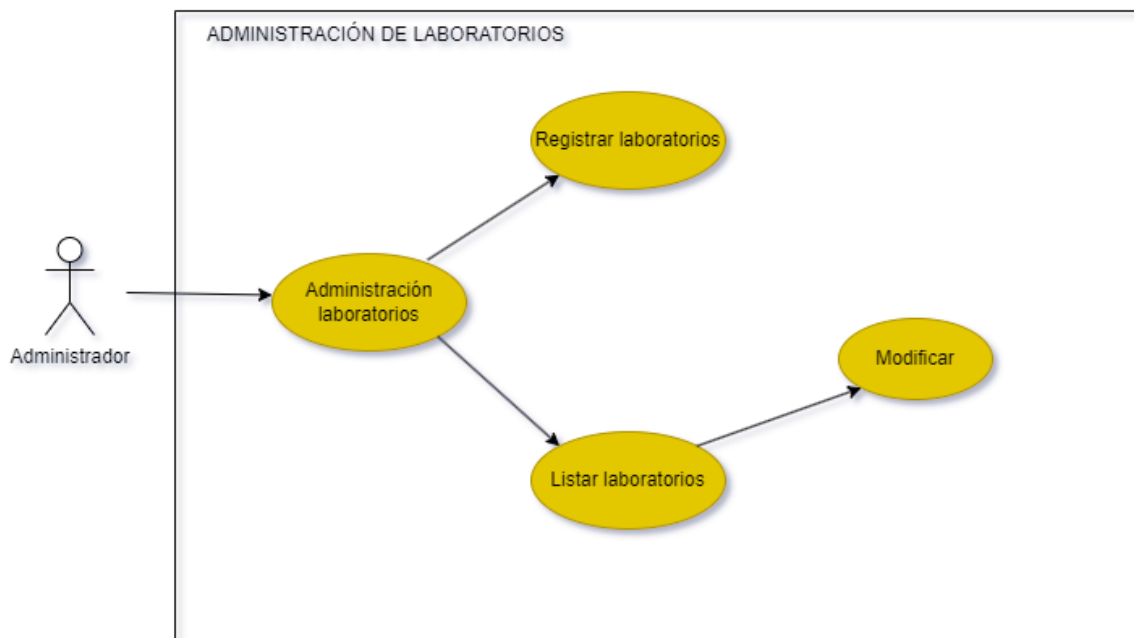 ADMINISTRACIÓN DE LABORATORIOS
Registrar laboratorios
Administración
laboratorios
Administrador
Modificar
Listar laboratorios